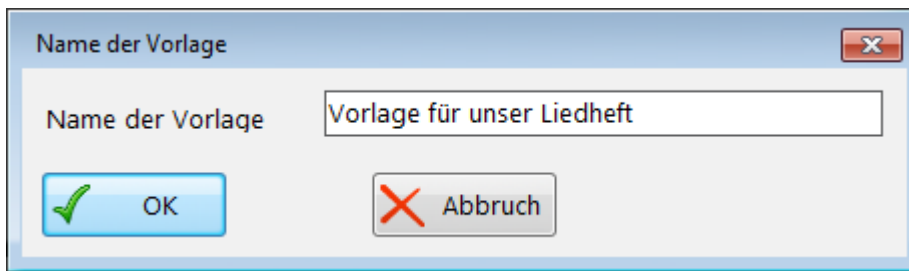 Name der Vorlage
Name der Vorlage Vorlage für unser Liedheft
OK Abbruch